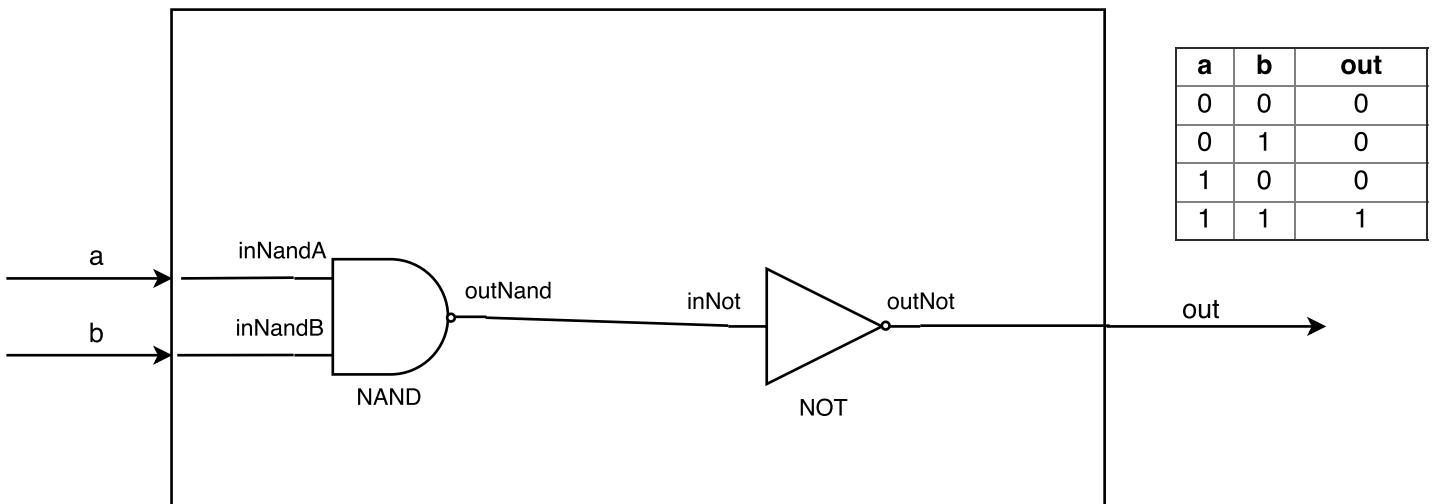 a
b
inNandA
inNandB
NAND
outNand
inNot
outNot
NOT
out
a b out
0 0 0
0 1 0
1 0 0
1 1 1